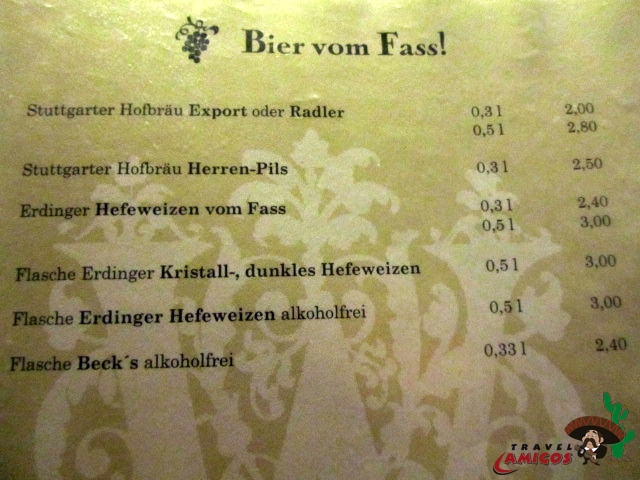 Bier vom Fass!
Stuttgarter Hofbräu Export oder Radler 0,3 l 2,00
0,5 l 2,80
Stuttgarter Hofbräu Herren-Pils 0,3 l 2,50
Erdinger Hefeweizen vom Fass 0,3 l 2,40
0,5 l 3,00
Flasche Erdinger Kristall-, dunkles Hefeweizen 0,5 l 3,00
Flasche Erdinger Hefeweizen alkoholfrei 0,5 l 3,00
Flasche Beck´s alkoholfrei 0,33 l 2,40
TRAVEL
AMIGOS